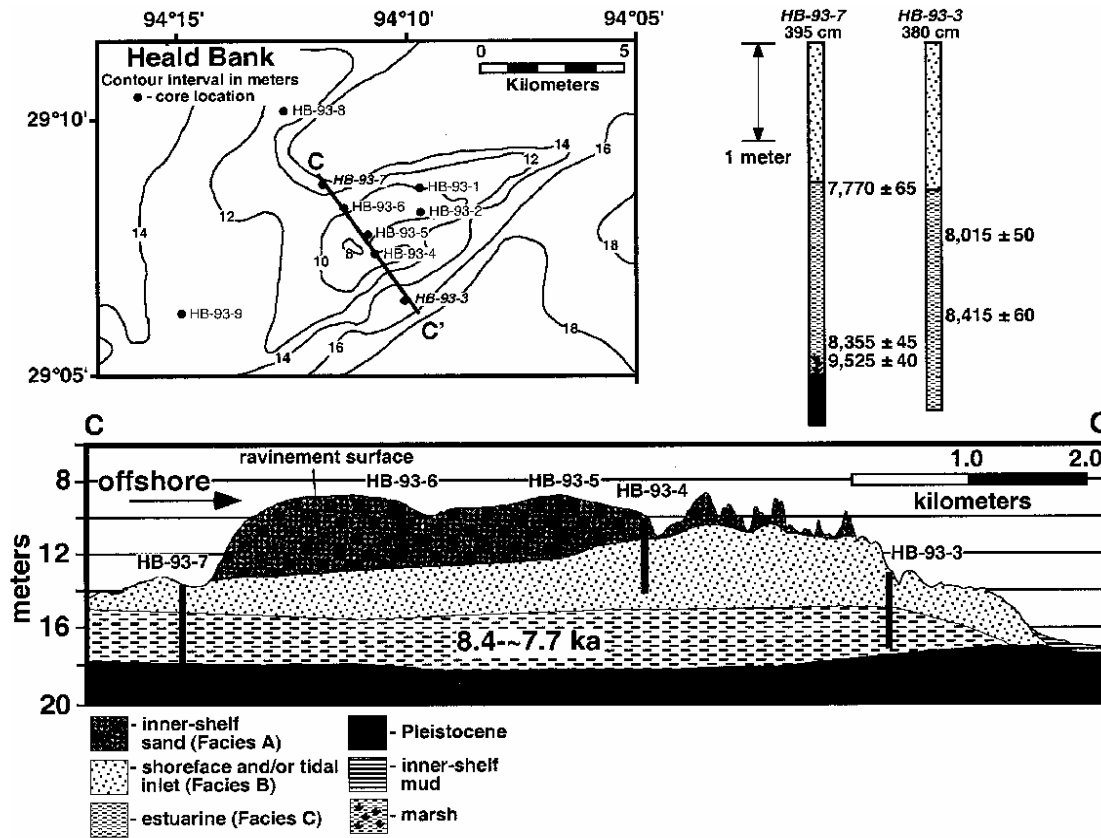 94°15'
94°10'
94°05'
Heald Bank
Contour interval in meters
● - core location
0
5
Kilometers
29°10'
29°05'
HB-93-8
C
HB-93-7
HB-93-1
HB-93-6
HB-93-2
HB-93-5
HB-93-4
HB-93-3
C'
HB-93-9
14
16
12
12
14
18
10
8
18
16
14
HB-93-7
395 cm
HB-93-3
380 cm
1 meter
7,770 ± 65
8,015 ± 50
8,415 ± 60
8,355 ± 45
9,525 ± 40
C
C
ravinement surface
offshore
HB-93-6
HB-93-5
HB-93-4
HB-93-7
HB-93-3
1.0
2.0
kilometers
meters
8
12
16
20
8.4-~7.7 ka
- inner-shelf
sand (Facies A)
- shoreface and/or tidal
inlet (Facies B)
- estuarine (Facies C)
- Pleistocene
- inner-shelf
mud
- marsh